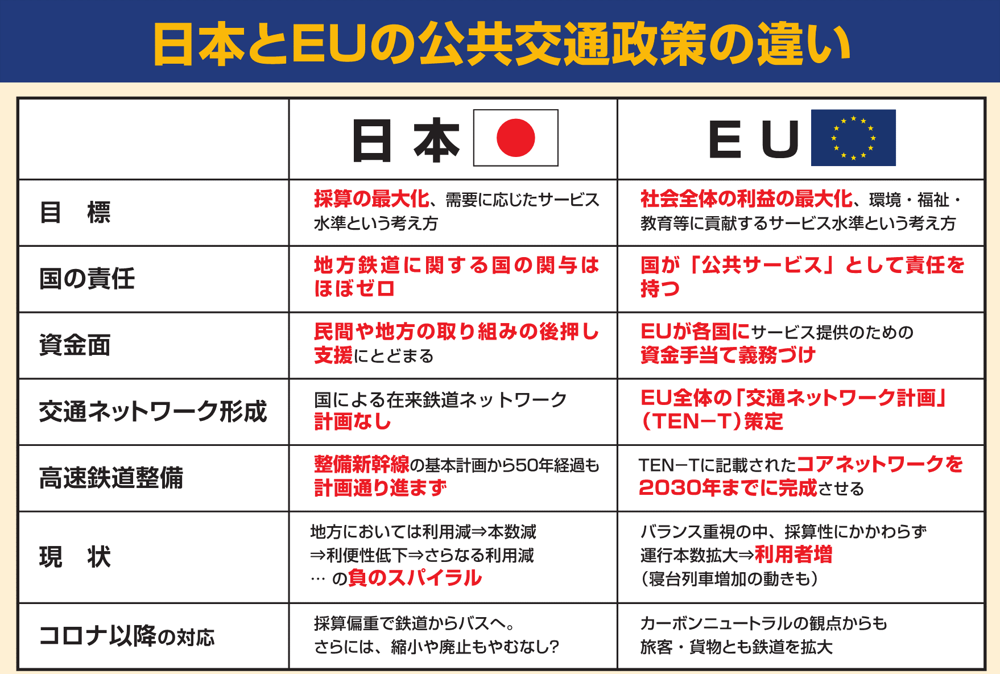 日本とEUの公共交通政策の違い
日 本
E U
目 標
採算の最大化、需要に応じたサービス
水準という考え方
社会全体の利益の最大化、環境・福祉・
教育等に貢献するサービス水準という考え方
国の責任
地方鉄道に関する国の関与は
ほぼゼロ
国が「公共サービス」として責任を
持つ
資金面
民間や地方の取り組みの後押し
支援にとどまる
EUが各国にサービス提供のための
資金手当て義務づけ
交通ネットワーク形成
国による在来鉄道ネットワーク
計画なし
EU全体の「交通ネットワーク計画」
（TEN－T）策定
高速鉄道整備
整備新幹線の基本計画から50年経過も
計画通り進まず
TEN－Tに記載されたコアネットワークを
2030年までに完成させる
現 状
地方においては利用減⇒本数減
⇒利便性低下⇒さらなる利用減
… の負のスパイラル
バランス重視の中、採算性にかかわらず
運行本数拡大⇒利用者増
（寝台列車増加の動きも）
コロナ以降の対応
採算偏重で鉄道からバスへ。
さらには、縮小や廃止もやむなし？
カーボンニュートラルの観点からも
旅客・貨物とも鉄道を拡大